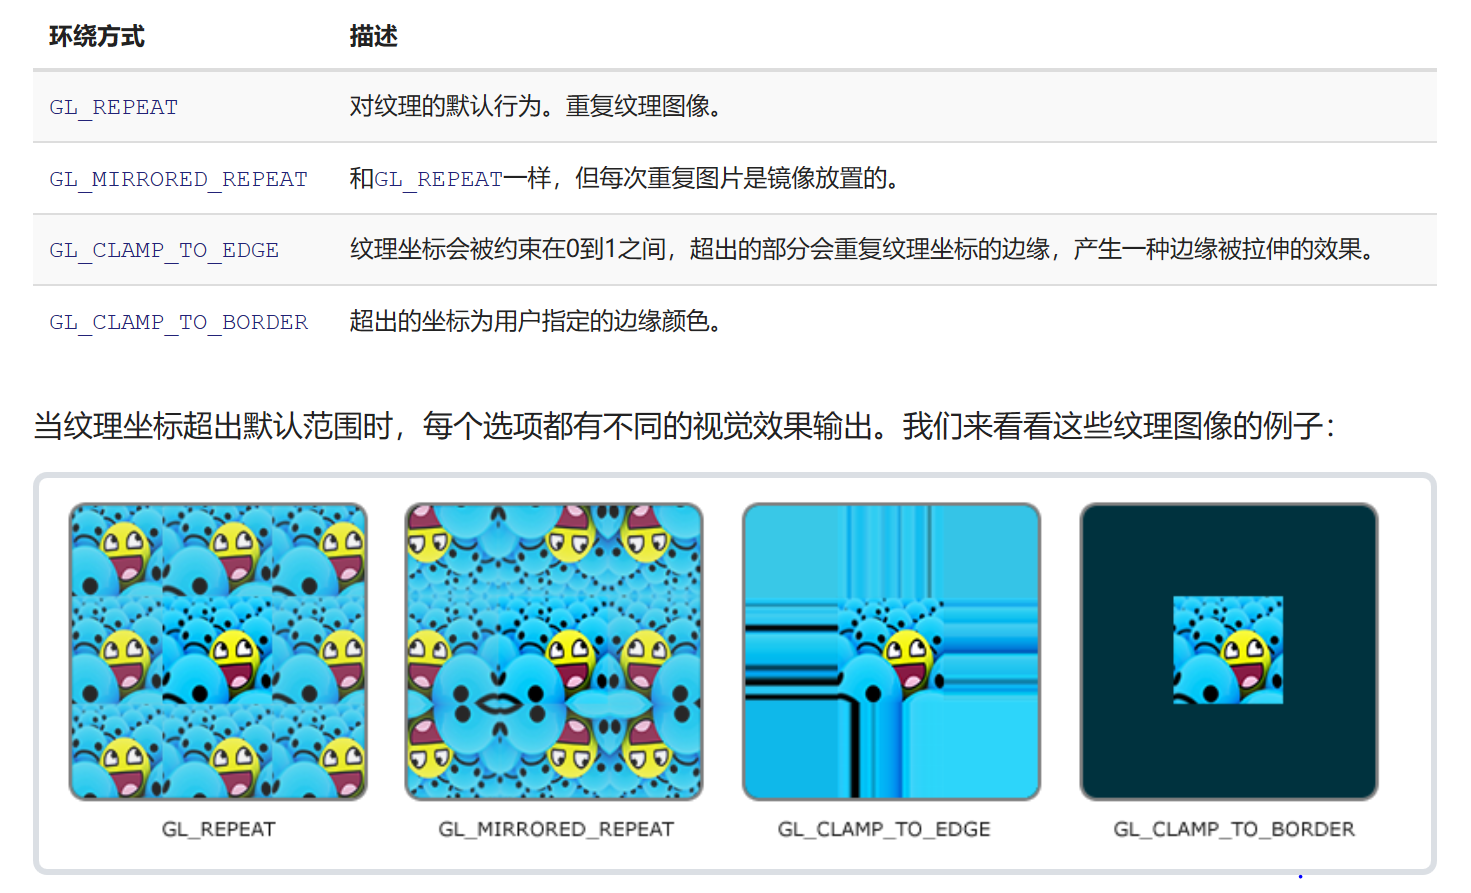 环绕方式 描述
GL_REPEAT 对纹理的默认行为。重复纹理图像。
GL_MIRRORED_REPEAT 和GL_REPEAT一样，但每次重复图片是镜像放置的。
GL_CLAMP_TO_EDGE 纹理坐标会被约束在0到1之间，超出的部分会重复纹理坐标的边缘，产生一种边缘被拉伸的效果。
GL_CLAMP_TO_BORDER 超出的坐标为用户指定的边缘颜色。
当纹理坐标超出默认范围时，每个选项都有不同的视觉效果输出。我们来看看这些纹理图像的例子：
GL_REPEAT GL_MIRRORED_REPEAT GL_CLAMP_TO_EDGE GL_CLAMP_TO_BORDER